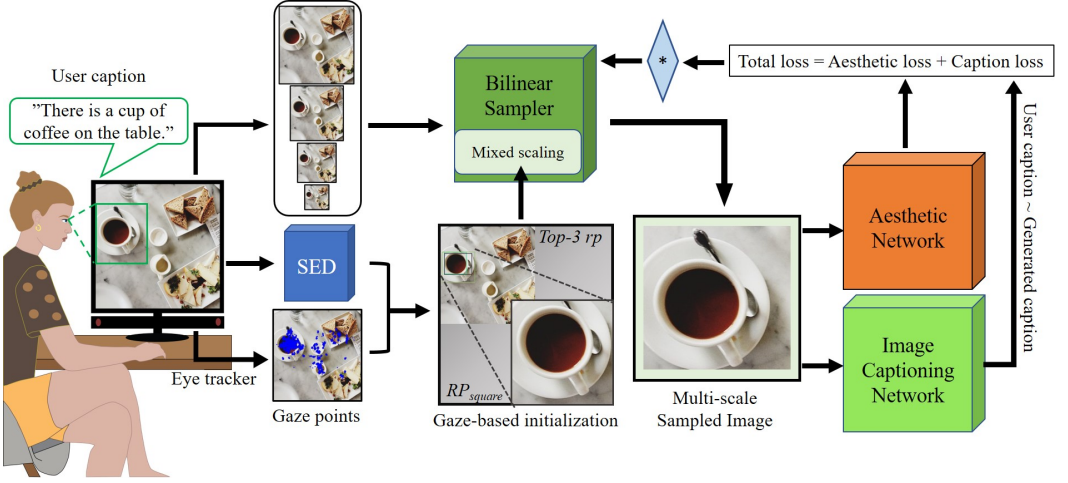 User caption
”There is a cup of
coffee on the table.”
Eye tracker
SED
Gaze points
Bilinear
Sampler
Mixed scaling
Top-3 rp
RPsquare
Gaze-based initialization
*
Total loss = Aesthetic loss + Caption loss
Multi-scale
Sampled Image
Aesthetic
Network
Image
Captioning
Network
User caption ~ Generated caption